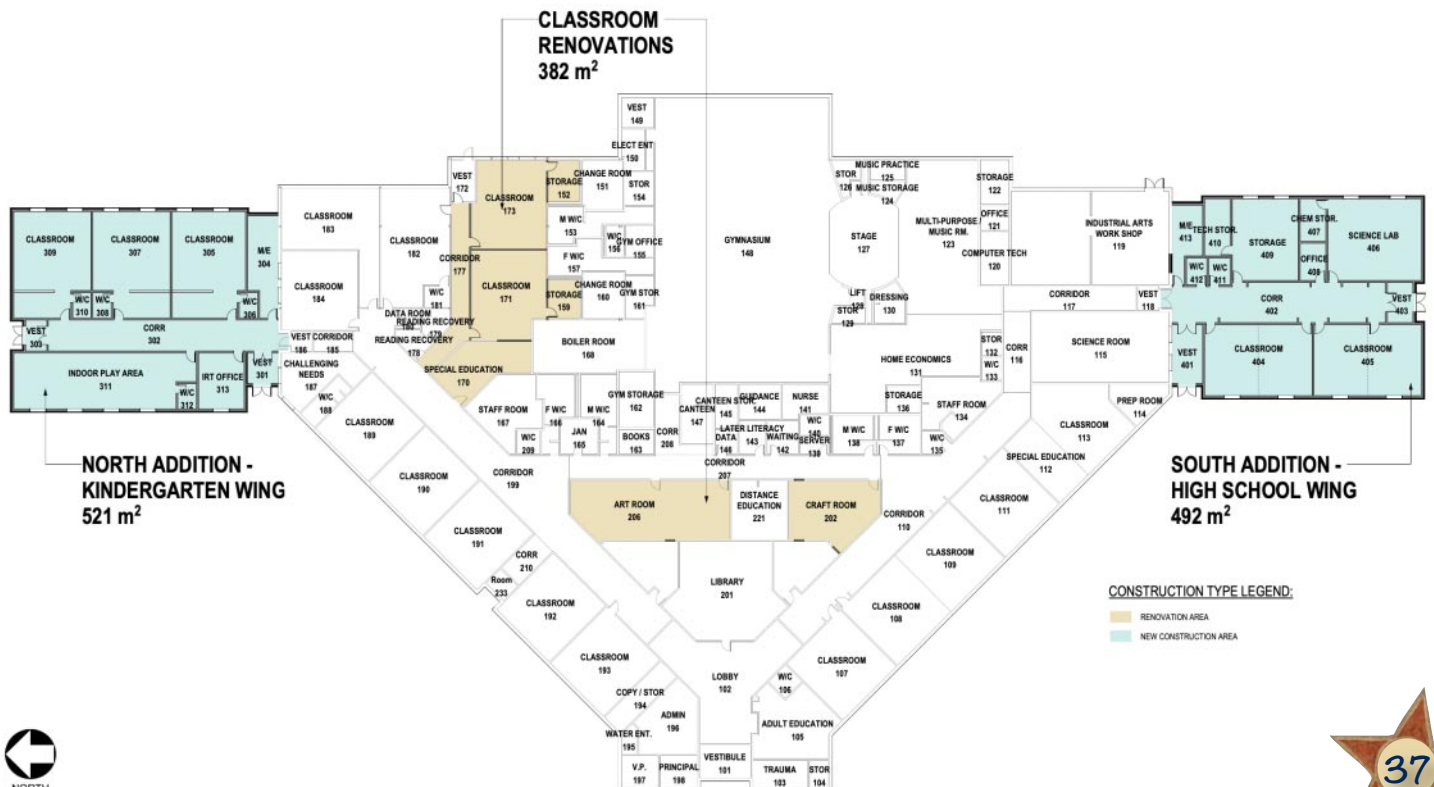 CLASSROOM
RENOVATIONS
382 m²
VEST
149
ELECT ENT
150
CHANGE ROOM
151
STOR
154
STORAGE
152
VEST
172
CLASSROOM
173
M W/C
153
W/C
156
GYM OFFICE
155
F W/C
157
CHANGE ROOM
160
GYM STOR
161
STORAGE
159
CLASSROOM
171
CORRIDOR
177
CLASSROOM
183
CLASSROOM
182
CLASSROOM
184
W/C
181
DATA ROOM
180
READING RECOVERY
179
READING RECOVERY
178
BOILER ROOM
168
SPECIAL EDUCATION
170
GYMNASIUM
148
STOR
126
MUSIC PRACTICE
125
MUSIC STORAGE
124
STAGE
127
MULTI-PURPOSE /
MUSIC RM.
123
STORAGE
122
OFFICE
121
COMPUTER TECH
120
INDUSTRIAL ARTS
WORK SHOP
119
LIFT
128
STOR
129
DRESSING
130
CORRIDOR
117
VEST
118
HOME ECONOMICS
131
STOR
132
W/C
133
CORR
116
SCIENCE ROOM
115
CLASSROOM
309
CLASSROOM
307
CLASSROOM
305
M/E
304
W/C
310
W/C
308
W/C
306
CORR
302
VEST
303
INDOOR PLAY AREA
311
W/C
312
IRT OFFICE
313
VEST
301
VEST
186
CORRIDOR
185
CHALLENGING
NEEDS
187
W/C
188
M/E
413
TECH STOR.
410
STORAGE
409
CHEM STOR.
407
OFFICE
408
SCIENCE LAB
406
W/C
412
W/C
411
CORR
402
VEST
403
VEST
401
CLASSROOM
404
CLASSROOM
405
STAFF ROOM
167
W/C
209
F W/C
166
JAN
165
M W/C
164
GYM STORAGE
162
BOOKS
163
CORR
208
CANTEEN
147
CANTEEN STOR.
145
GUIDANCE
144
NURSE
141
LATER LITERACY
143
DATA
146
WAITING
142
W/C
140
SERVER
139
M W/C
138
STORAGE
136
F W/C
137
W/C
135
STAFF ROOM
134
PREP ROOM
114
CLASSROOM
113
SPECIAL EDUCATION
112
CLASSROOM
111
CORRIDOR
110
CLASSROOM
109
CLASSROOM
108
CLASSROOM
107
CORRIDOR
207
CORRIDOR
199
ART ROOM
206
DISTANCE
EDUCATION
221
CRAFT ROOM
202
LIBRARY
201
CLASSROOM
189
CLASSROOM
190
CLASSROOM
191
CORR
210
Room
233
CLASSROOM
192
CLASSROOM
193
COPY / STOR
194
ADMIN
196
WATER ENT.
195
V.P.
197
PRINCIPAL
198
LOBBY
102
VESTIBULE
101
W/C
106
ADULT EDUCATION
105
TRAUMA
103
STOR
104
NORTH ADDITION -
KINDERGARTEN WING
521 m²
SOUTH ADDITION -
HIGH SCHOOL WING
492 m²
CONSTRUCTION TYPE LEGEND:
RENOVATION AREA
NEW CONSTRUCTION AREA
NORTH
37